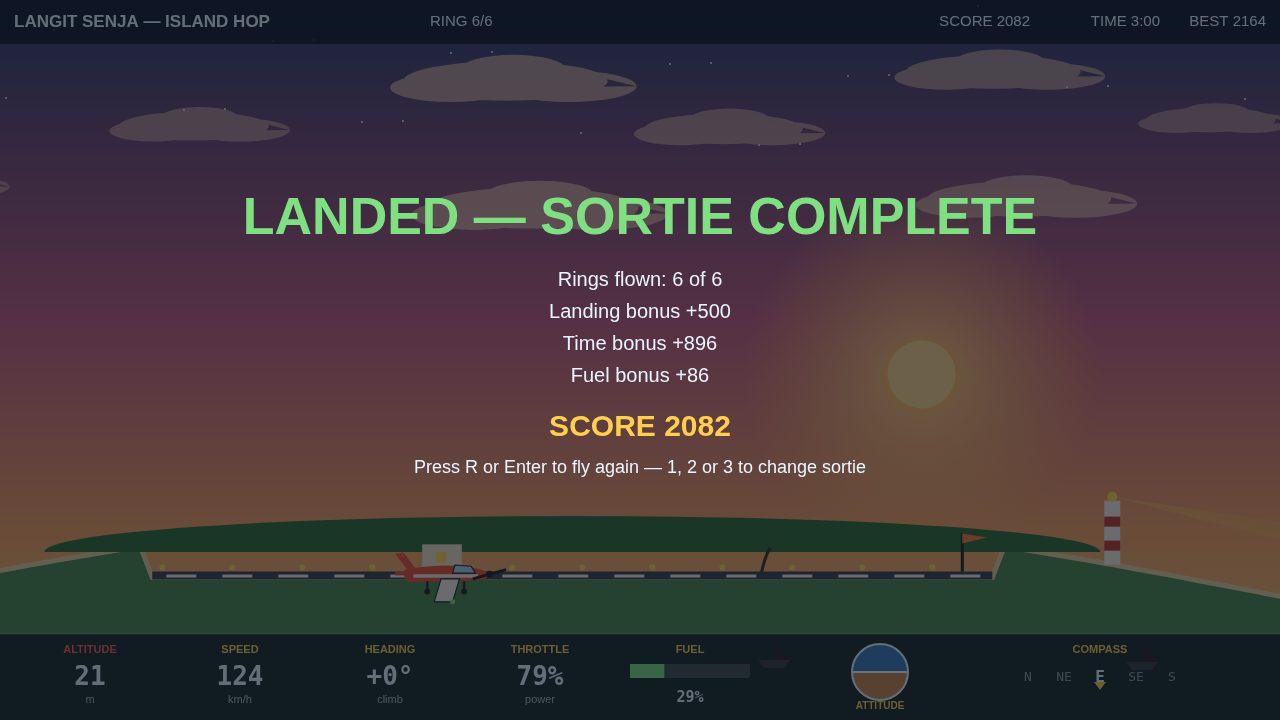 LANGIT SENJA — ISLAND HOP RING 6/6 SCORE 2082 TIME 3:00 BEST 2164
LANDED — SORTIE COMPLETE
Rings flown: 6 of 6
Landing bonus +500
Time bonus +896
Fuel bonus +86
SCORE 2082
Press R or Enter to fly again — 1, 2 or 3 to change sortie
ALTITUDE SPEED HEADING THROTTLE FUEL COMPASS
21 124 +0° 79% N NE E SE S
m km/h climb power 29% ATTITUDE